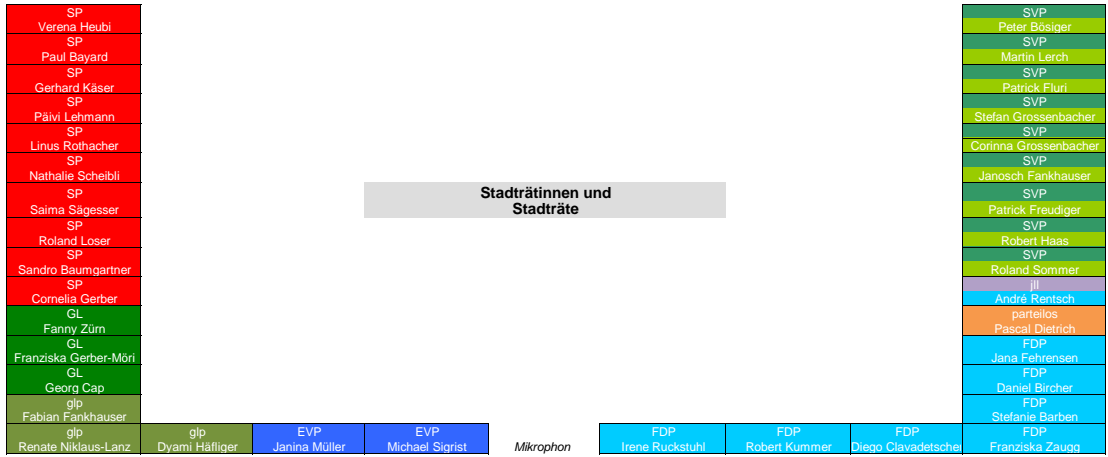 SP
Verena Heubi
SP
Paul Bayard
SP
Gerhard Käser
SP
Päivi Lehmann
SP
Linus Rothacher
SP
Nathalie Scheibli
SP
Saima Sägesser
SP
Roland Loser
SP
Sandro Baumgartner
SP
Cornelia Gerber
GL
Fanny Zürn
GL
Franziska Gerber-Möri
GL
Georg Cap
glp
Fabian Fankhauser
glp
Renate Niklaus-Lanz
glp
Dyami Häfliger
EVP
Janina Müller
EVP
Michael Sigrist
Mikrophon
FDP
Irene Ruckstuhl
FDP
Robert Kummer
FDP
Diego Clavadetscher
FDP
Franziska Zaugg
Stadträtinnen und
Stadträte
SVP
Peter Bösiger
SVP
Martin Lerch
SVP
Patrick Fluri
SVP
Stefan Grossenbacher
SVP
Corinna Grossenbacher
SVP
Janosch Fankhauser
SVP
Patrick Freudiger
SVP
Robert Haas
SVP
Roland Sommer
jll
André Rentsch
parteilos
Pascal Dietrich
FDP
Jana Fehrensen
FDP
Daniel Bircher
FDP
Stefanie Barben